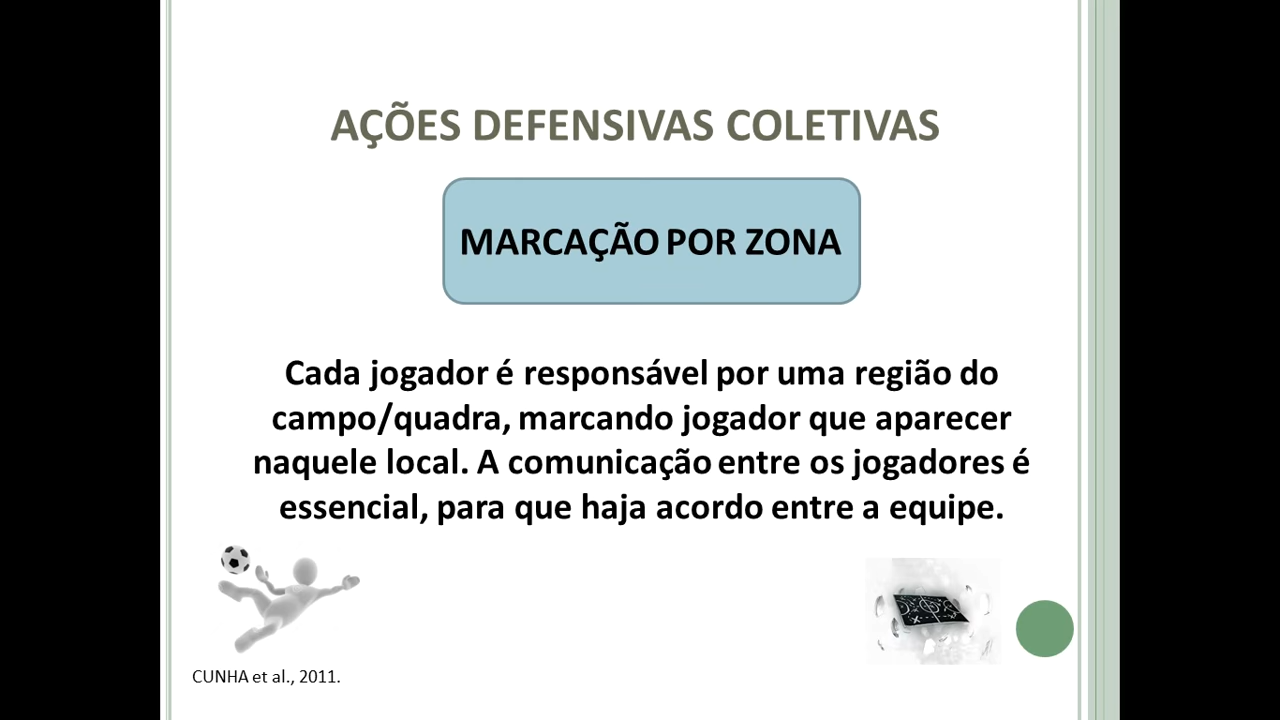 AÇÕES DEFENSIVAS COLETIVAS
MARCAÇÃO POR ZONA
Cada jogador é responsável por uma região do
campo/quadra, marcando jogador que aparecer
naquele local. A comunicação entre os jogadores é
essencial, para que haja acordo entre a equipe.
CUNHA et al., 2011.